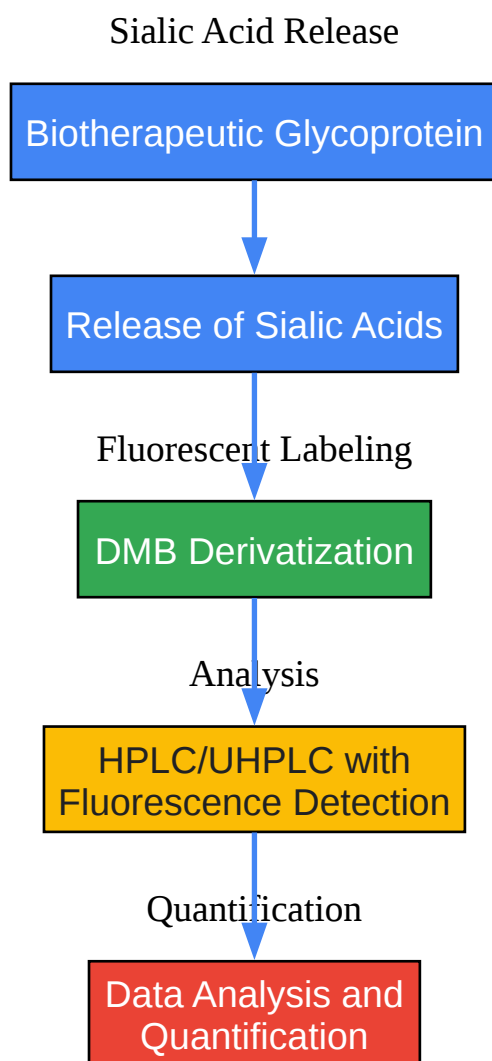 Sialic Acid Release
Biotherapeutic Glycoprotein
Release of Sialic Acids
Fluorescent Labeling
DMB Derivatization
Analysis
HPLC/UHPLC with
Fluorescence Detection
Quantification
Data Analysis and
Quantification